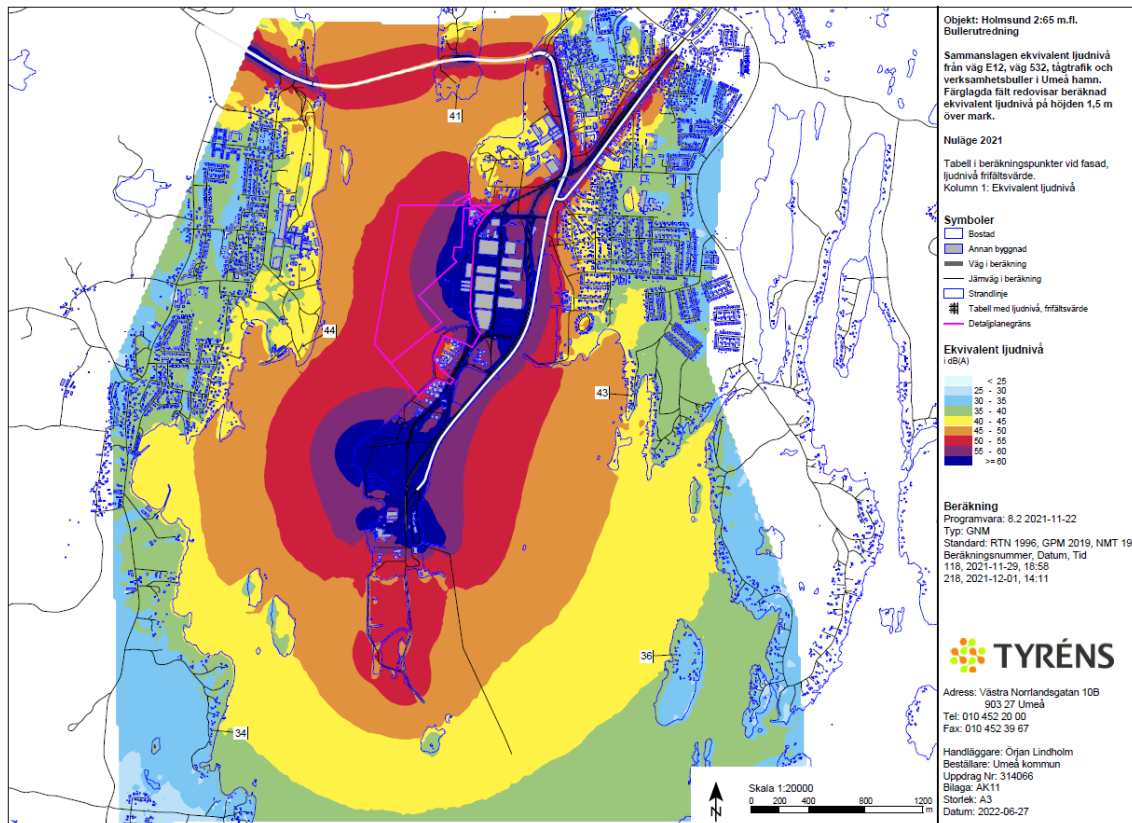 Objekt: Holmsund 2:65 m.fl.
Bullerutredning
Sammanslagen ekvivalent ljudnivå
från väg E12, väg 532, tågtrafik och
verksamhetsbuller i Umeå hamn.
Färglagda fält redovisar beräknad
ekvivalent ljudnivå på höjden 1,5 m
över mark.
Nuläge 2021
Tabell i beräkningspunkter vid fasad,
ljudnivå frifältsvärde.
Kolumn 1: Ekvivalent ljudnivå
Symboler
Bostad
Annan byggnad
Väg i beräkning
Järnväg i beräkning
Strandlinje
Tabell med ljudnivå, frifältsvärde
Detaljplanegräns
Ekvivalent ljudnivå
i dB(A)
< 25
25 - 30
30 - 35
35 - 40
40 - 45
45 - 50
50 - 55
55 - 60
>= 60
Beräkning
Programvara: 8.2 2021-11-22
Typ: GNM
Standard: RTN 1996, GPM 2019, NMT 19
Beräkningsnummer, Datum, Tid
118, 2021-11-29, 18:58
218, 2021-12-01, 14:11
TYRÉNS
Adress: Västra Norrlandsgatan 10B
903 27 Umeå
Tel: 010 452 20 00
Fax: 010 452 39 67
Handläggare: Örjan Lindholm
Beställare: Umeå kommun
Uppdrag Nr: 314066
Bilaga: AK11
Storlek: A3
Datum: 2022-06-27
41
44
43
36
34
N
Skala 1:20000
0 200 400 800 1200
m